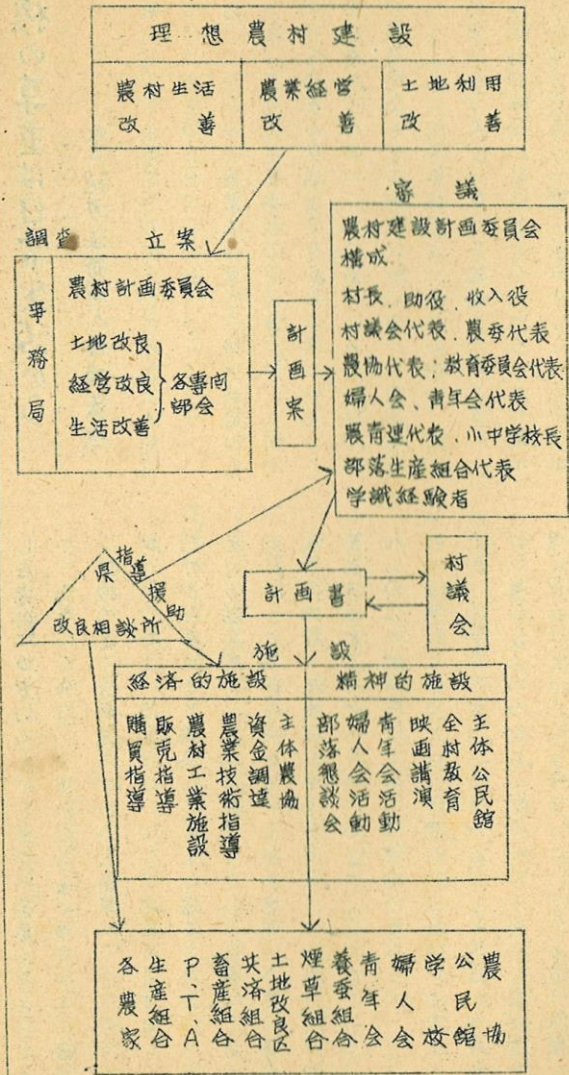 理想農村建設
農村生活
改善
農業経営
改善
土地利用
改善
審議
農村建設計画委員会
構成
村長、助役、収入役
村議会代表、農委代表
農協代表、教育委員会代表
婦人会、青年会代表
農青連代表、小中学校長
部落生産組合代表
学識経験者
調査 立案
事務局
農村計画委員会
土地改良
経営改良
生活改善
各専門
部会
計画案
県
改良相談所
指導援助
計画書
村議会
施設
経済的施設
精神的施設
主体農協
資金調達
農業技術指導
農村工業施設
販売指導
購買指導
主体公民館
全村教育
映画講演
青年会活動
婦人会活動
部落懇談会
農協
公民館
学校
婦人会
青年会
養蚕組合
煙草組合
土地改良区
共済組合
畜産組合
P.T.A
生産組合
各農家